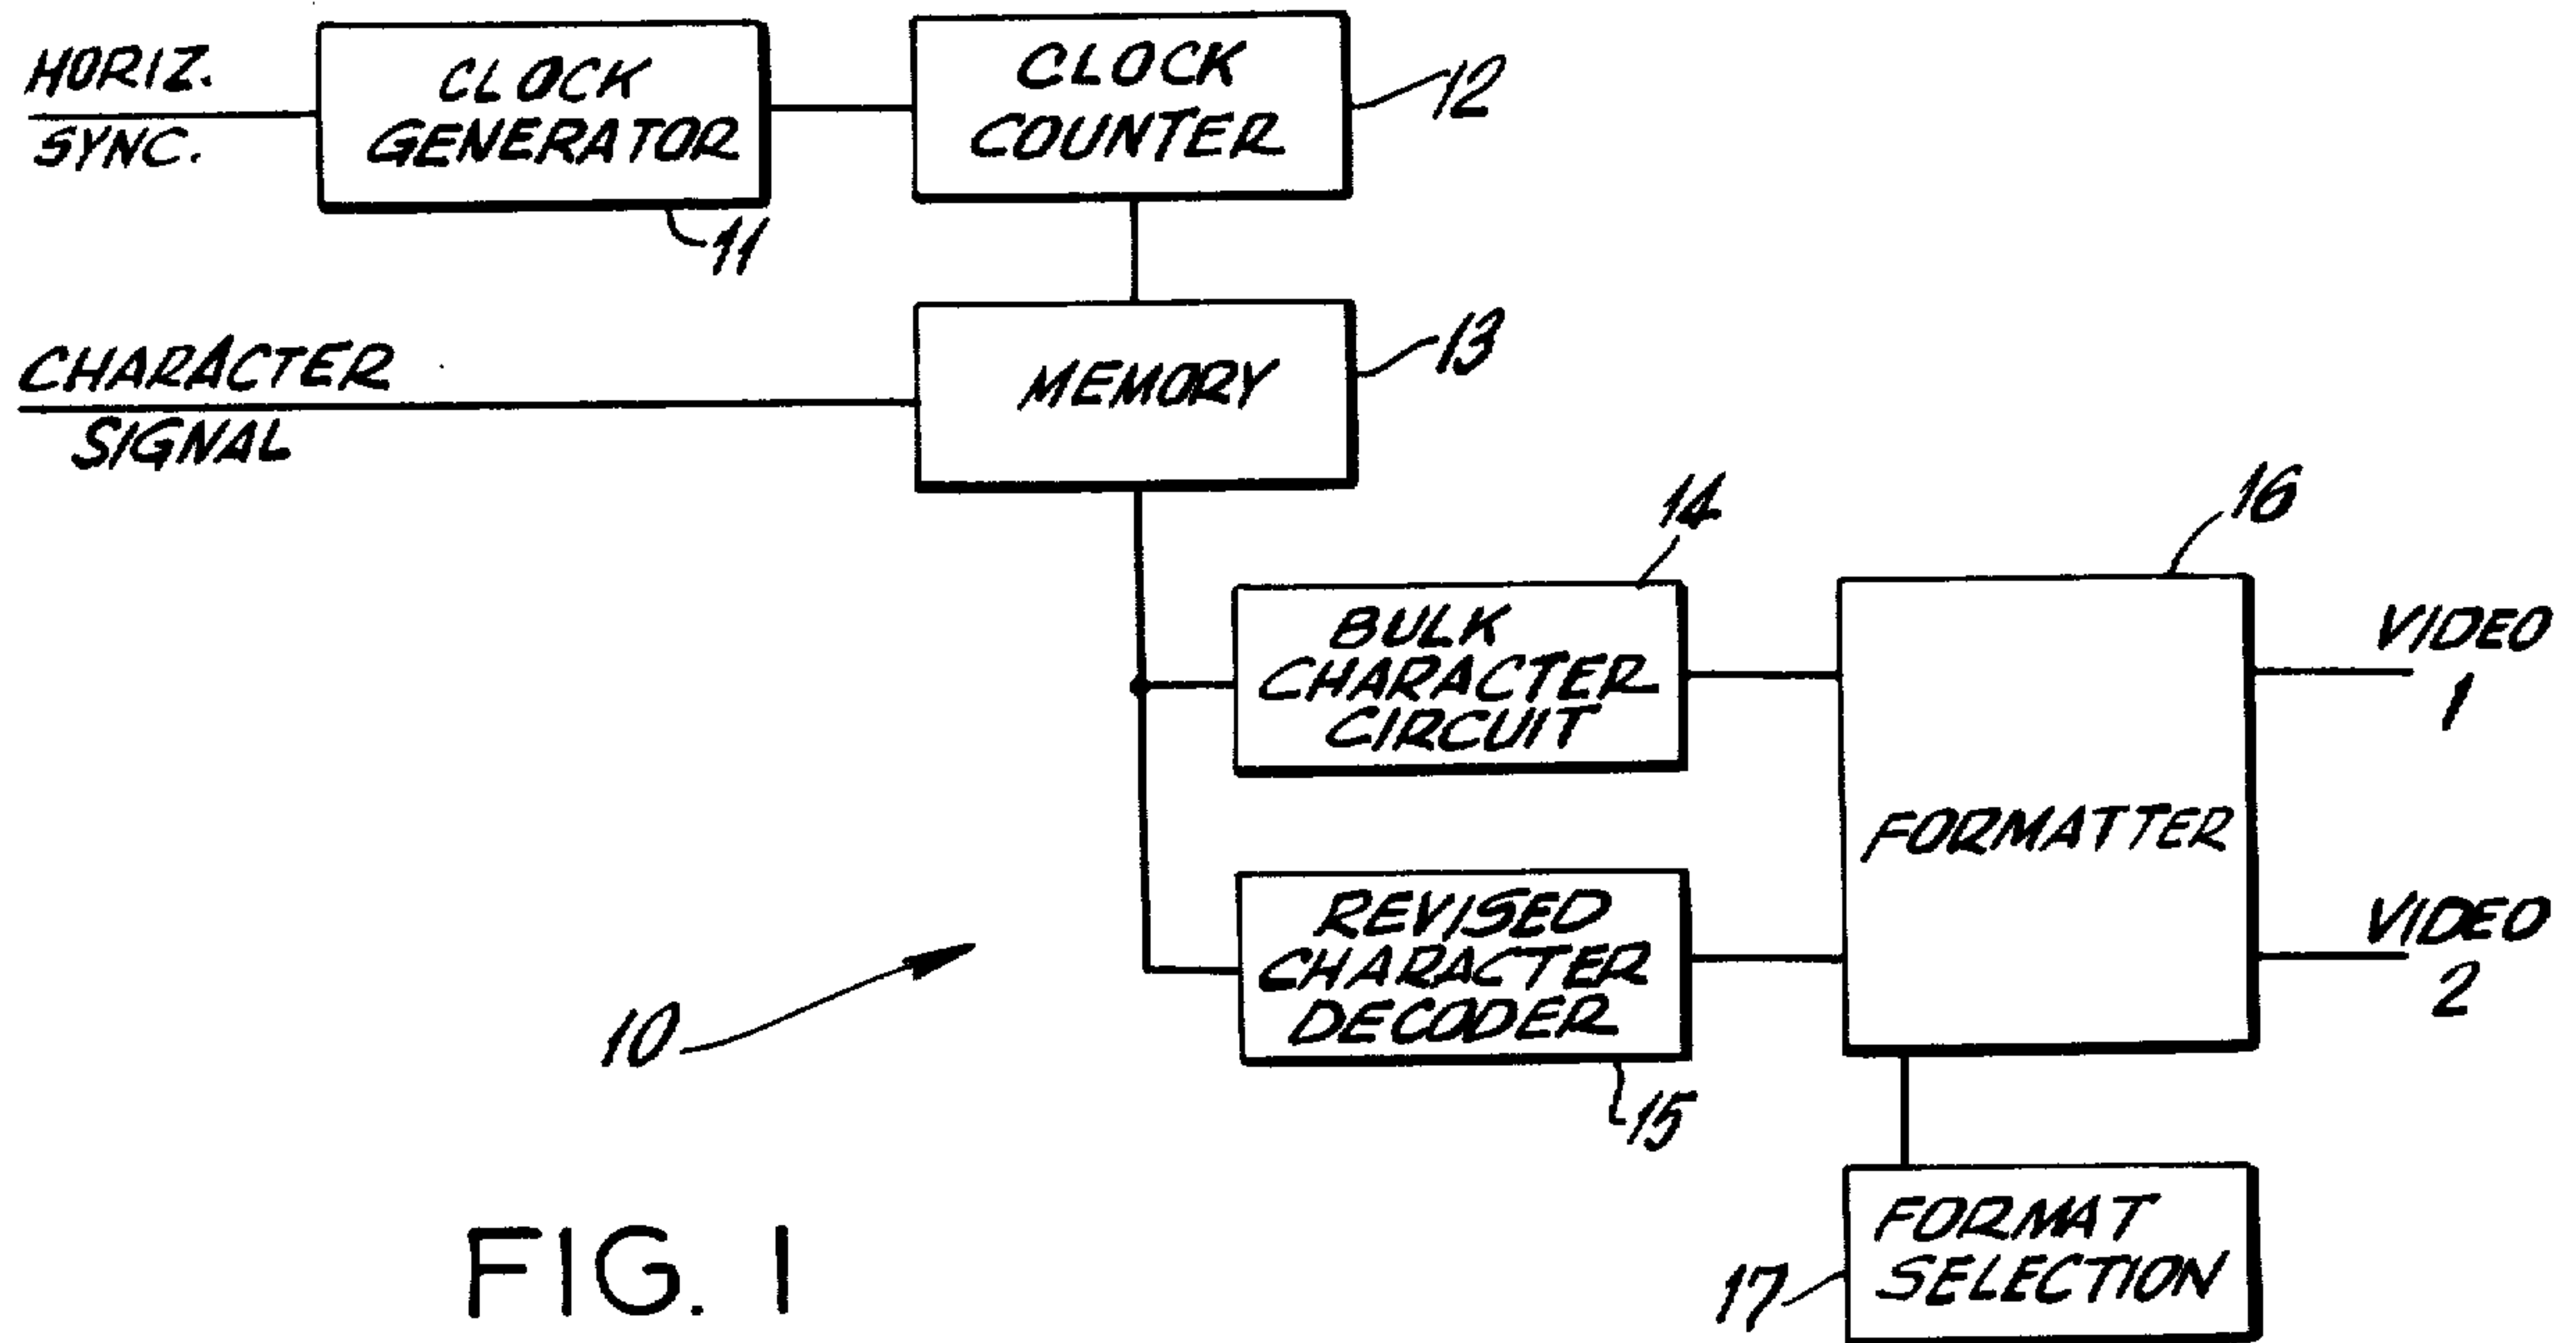 HORIZ.
SYNC.
CLOCK
GENERATOR
11
CLOCK
COUNTER
12
CHARACTER
SIGNAL
MEMORY
13
14
BULK
CHARACTER
CIRCUIT
16
FORMATTER
VIDEO
1
VIDEO
2
REVISED
CHARACTER
DECODER
15
10
FORMAT
SELECTION
17
FIG. 1